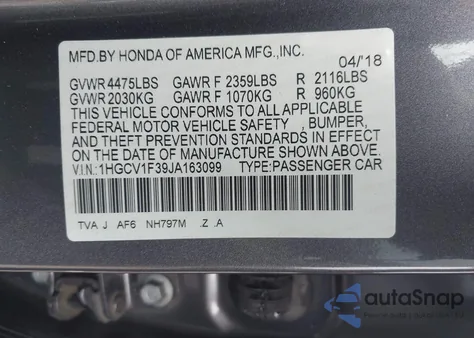 MFD.BY HONDA OF AMERICA MFG.,INC. 04/'18
GVWR 4475LBS GAWR F 2359LBS R 2116LBS
GVWR 2030KG GAWR F 1070KG R 960KG
THIS VEHICLE CONFORMS TO ALL APPLICABLE
FEDERAL MOTOR VEHICLE SAFETY , BUMPER,
AND THEFT PREVENTION STANDARDS IN EFFECT
ON THE DATE OF MANUFACTURE SHOWN ABOVE.
V.I.N.:1HGCV1F39JA163099 TYPE:PASSENGER CAR
TVA J AF6 NH797M .Z .A
autoSnap